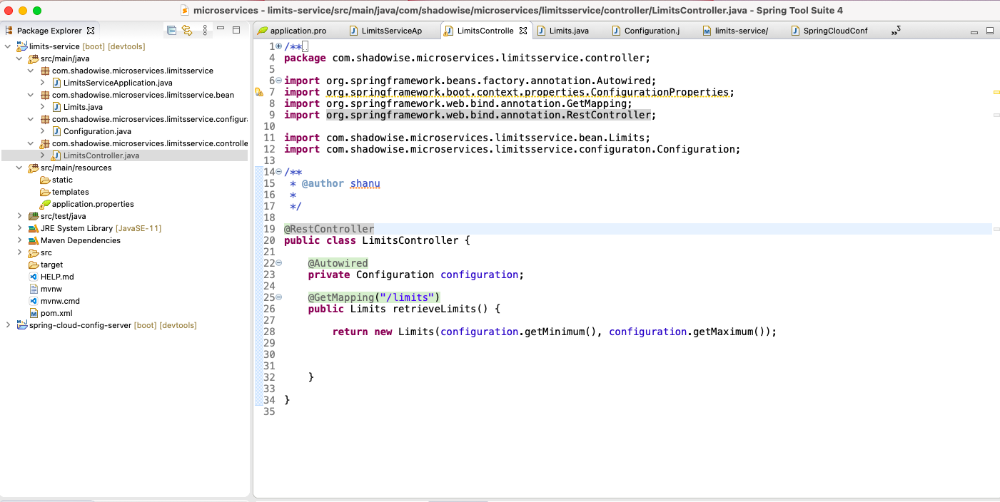 microservices - limits-service/src/main/java/com/shadowise/microservices/limitsservice/controller/LimitsController.java - Spring Tool Suite 4
Package Explorer
limits-service [boot] [devtools]
src/main/java
com.shadowise.microservices.limitsservice
LimitsServiceApplication.java
com.shadowise.microservices.limitsservice.bean
Limits.java
com.shadowise.microservices.limitsservice.configura
Configuration.java
com.shadowise.microservices.limitsservice.controlle
LimitsController.java
src/main/resources
static
templates
application.properties
src/test/java
JRE System Library [JavaSE-11]
Maven Dependencies
src
target
HELP.md
mvnw
mvnw.cmd
pom.xml
spring-cloud-config-server [boot] [devtools]
application.pro
LimitsServiceAp
LimitsControlle
Limits.java
Configuration.j
limits-service/
SpringCloudConf
»2
1 /**
4 package com.shadowise.microservices.limitsservice.controller;
5
6 import org.springframework.beans.factory.annotation.Autowired;
7 import org.springframework.boot.context.properties.ConfigurationProperties;
8 import org.springframework.web.bind.annotation.GetMapping;
9 import org.springframework.web.bind.annotation.RestController;
10
11 import com.shadowise.microservices.limitsservice.bean.Limits;
12 import com.shadowise.microservices.limitsservice.configuraton.Configuration;
13
14 /**
15 * @author shanu
16 *
17 */
18
19 @RestController
20 public class LimitsController {
21
22 @Autowired
23 private Configuration configuration;
24
25 @GetMapping("/limits")
26 public Limits retrieveLimits() {
27
28 return new Limits(configuration.getMinimum(), configuration.getMaximum());
29
30
31
32 }
33
34 }
35